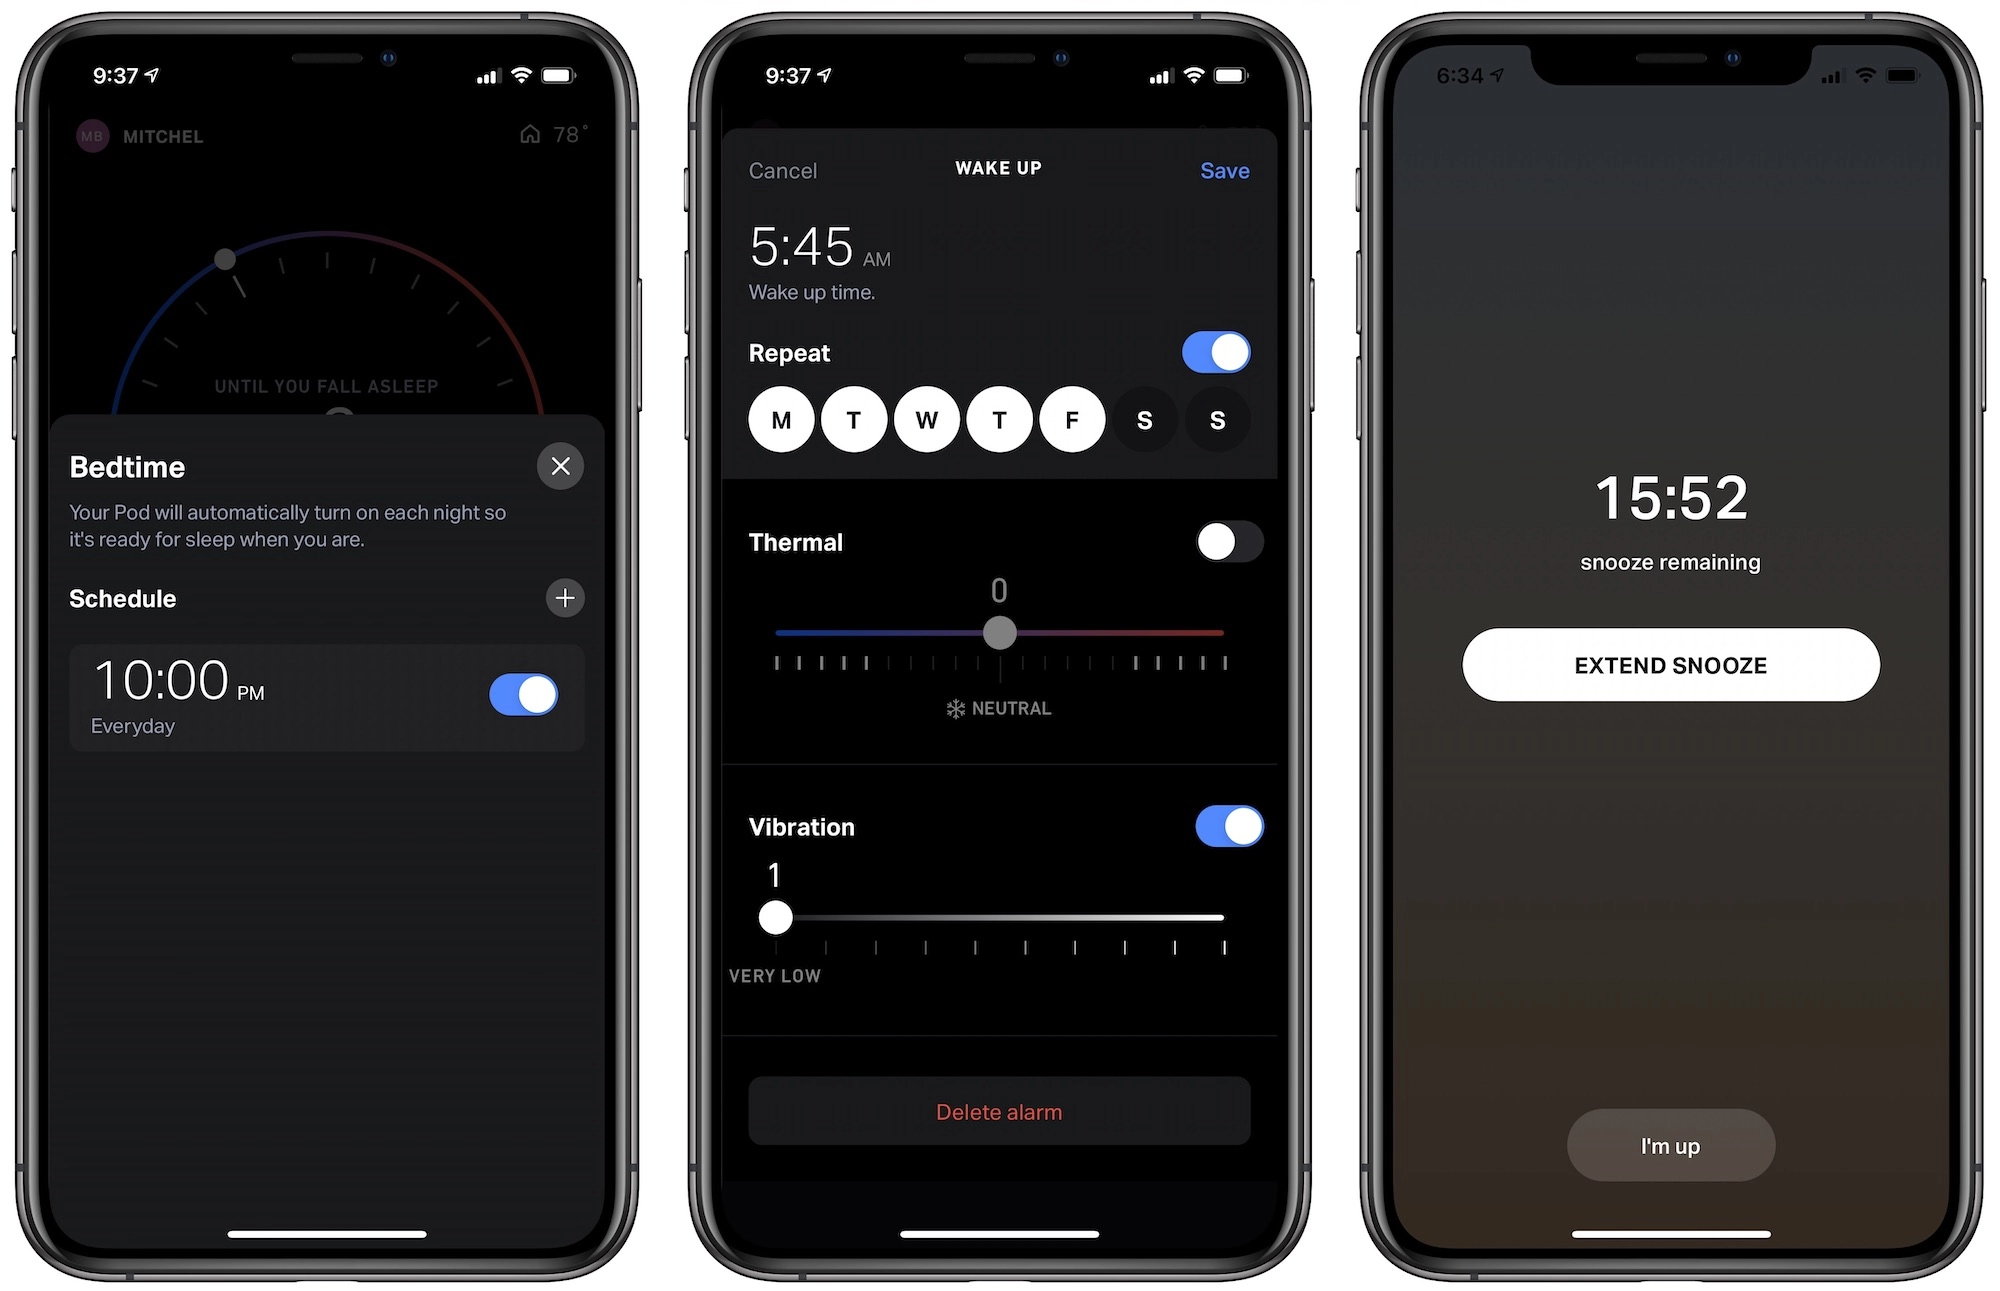 9:37
MB MITCHEL 78°
UNTIL YOU FALL ASLEEP
Bedtime
Your Pod will automatically turn on each night so
it's ready for sleep when you are.
Schedule
10:00 PM
Everyday
9:37
Cancel WAKE UP Save
5:45 AM
Wake up time.
Repeat
M T W T F S S
Thermal
0
NEUTRAL
Vibration
1
VERY LOW
Delete alarm
6:34
15:52
snooze remaining
EXTEND SNOOZE
I'm up